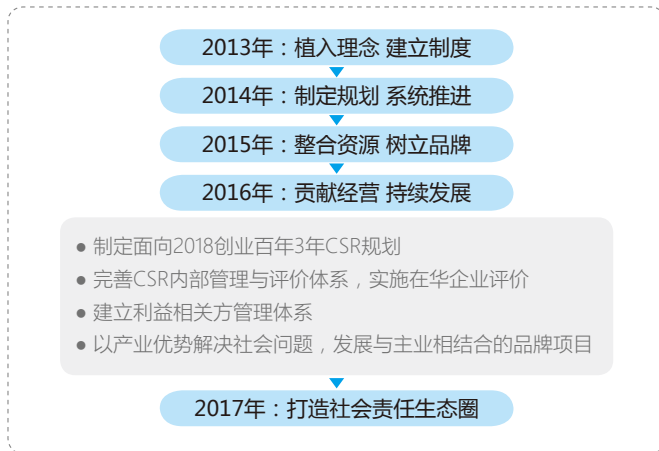 2013年：植入理念 建立制度
2014年：制定规划 系统推进
2015年：整合资源 树立品牌
2016年：贡献经营 持续发展
● 制定面向2018创业百年3年CSR规划
● 完善CSR内部管理与评价体系，实施在华企业评价
● 建立利益相关方管理体系
● 以产业优势解决社会问题，发展与主业相结合的品牌项目
2017年：打造社会责任生态圈